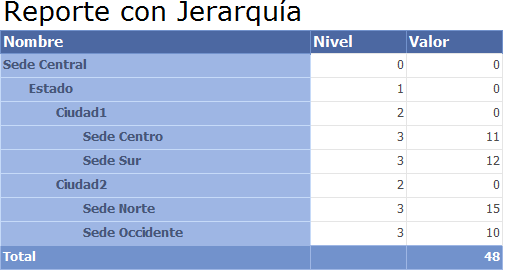 Reporte con Jerarquía
Nombre Nivel Valor
Sede Central 0 0
Estado 1 0
Ciudad1 2 0
Sede Centro 3 11
Sede Sur 3 12
Ciudad2 2 0
Sede Norte 3 15
Sede Occidente 3 10
Total 48